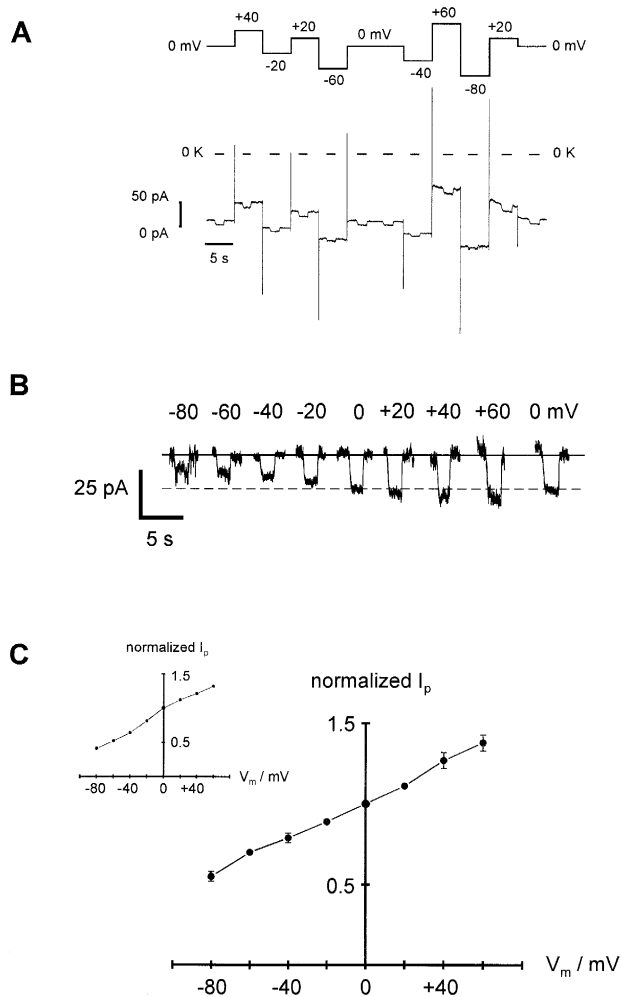 A
+40
+20
0 mV
+60
+20
0 mV
0 mV
-20
-60
-40
-80
0 K
0 K
50 pA
0 pA
5 s
B
-80 -60 -40 -20 0 +20 +40 +60 0 mV
25 pA
5 s
C
normalized Ip
1.5
0.5
Vm / mV
-80 -40 0 +40
normalized Ip
1.5
0.5
Vm / mV
-80 -40 0 +40